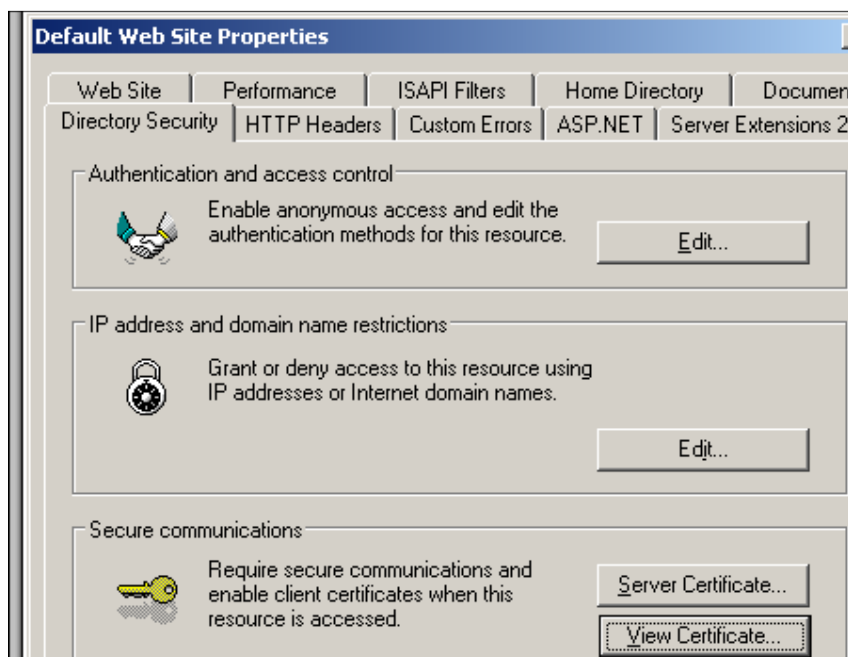 Default Web Site Properties
Web Site Performance ISAPI Filters Home Directory Documen
Directory Security HTTP Headers Custom Errors ASP.NET Server Extensions 2
Authentication and access control
Enable anonymous access and edit the
authentication methods for this resource.
Edit...
IP address and domain name restrictions
Grant or deny access to this resource using
IP addresses or Internet domain names.
Edit...
Secure communications
Require secure communications and
enable client certificates when this
resource is accessed.
Server Certificate...
View Certificate...